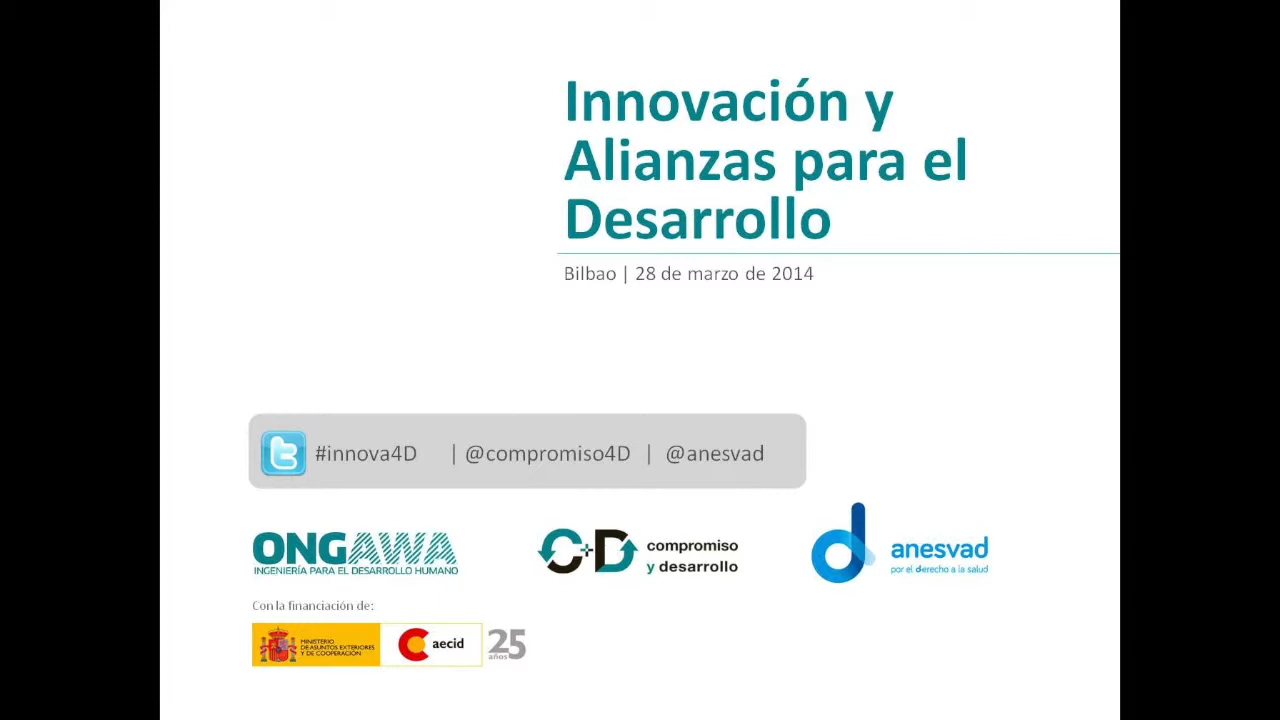 Innovación y
Alianzas para el
Desarrollo
Bilbao | 28 de marzo de 2014
#innova4D | @compromiso4D | @anesvad
ONGAWA
INGENIERÍA PARA EL DESARROLLO HUMANO
C+D
compromiso
y desarrollo
anesvad
por el derecho a la salud
Con la financiación de:
MINISTERIO
DE ASUNTOS EXTERIORES
Y DE COOPERACIÓN
aecid
25
años